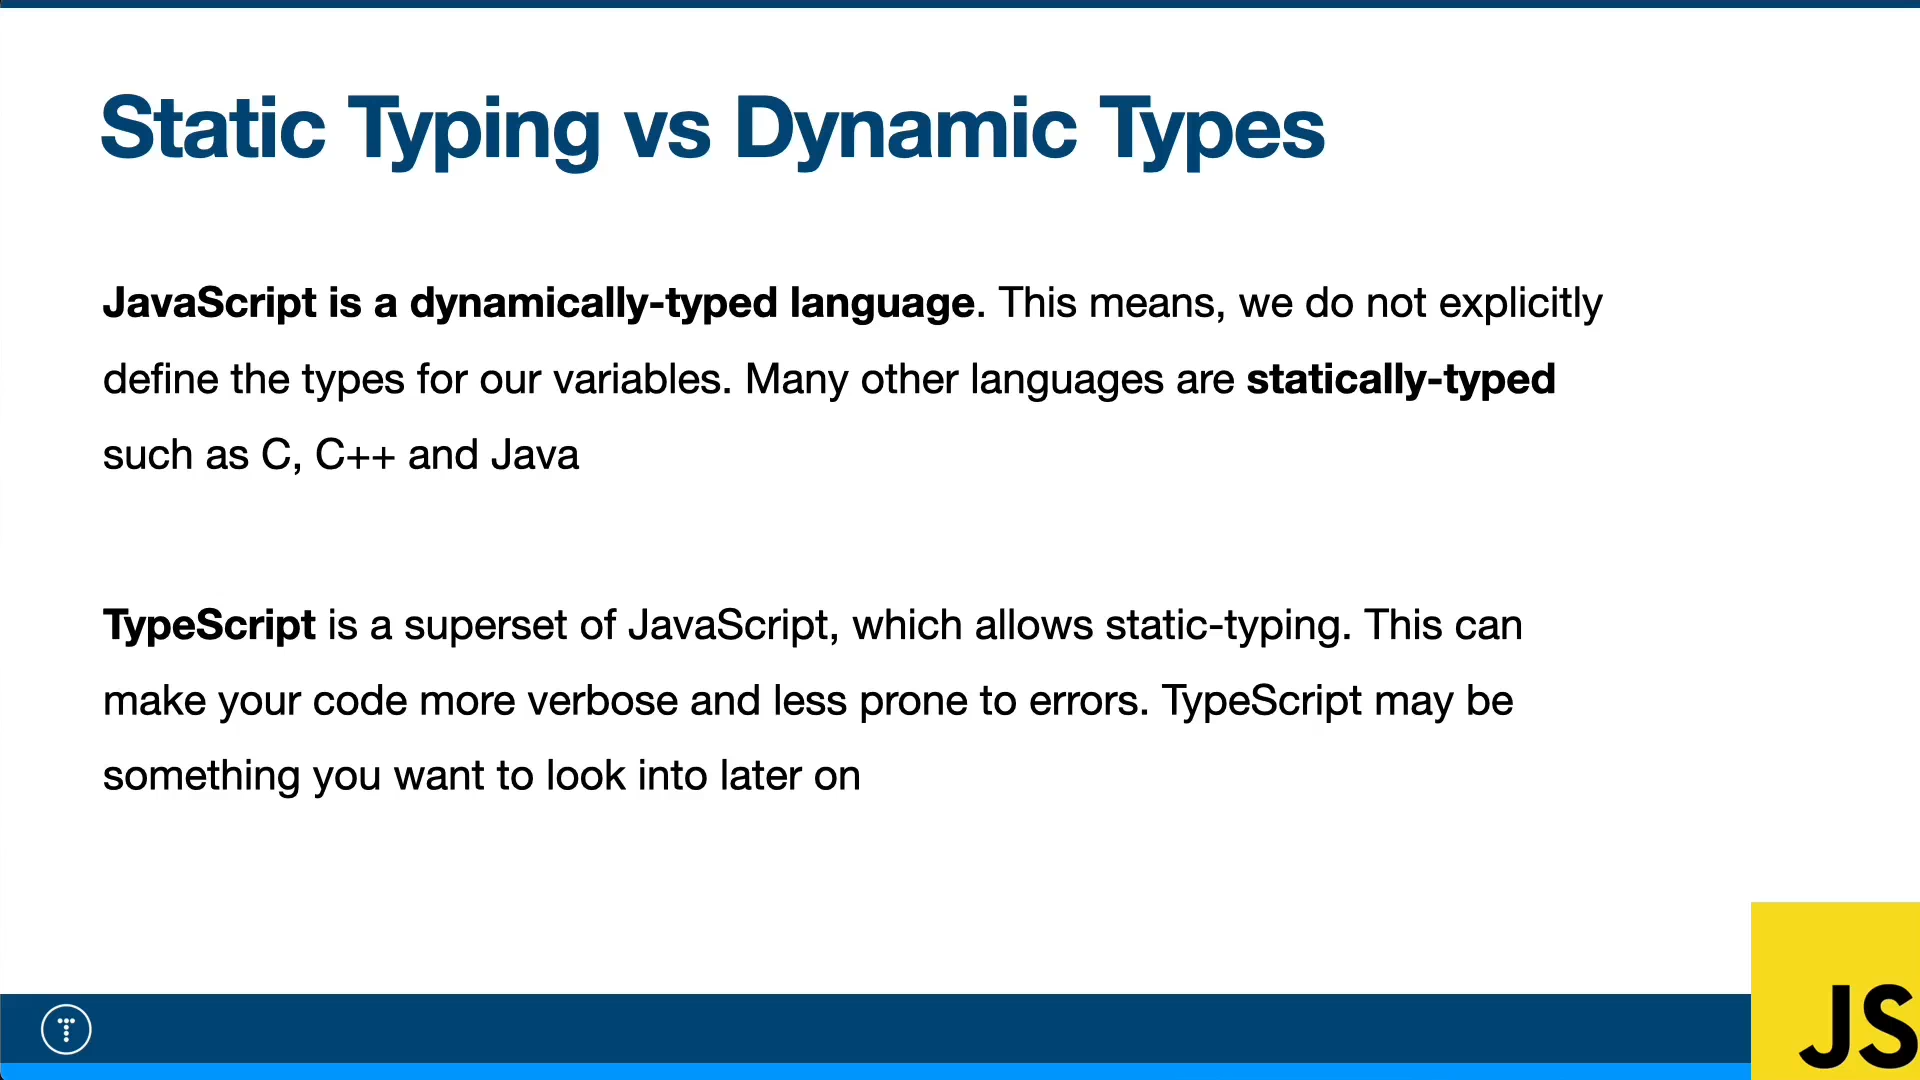 Static Typing vs Dynamic Types
JavaScript is a dynamically-typed language. This means, we do not explicitly
define the types for our variables. Many other languages are statically-typed
such as C, C++ and Java
TypeScript is a superset of JavaScript, which allows static-typing. This can
make your code more verbose and less prone to errors. TypeScript may be
something you want to look into later on
T
JS